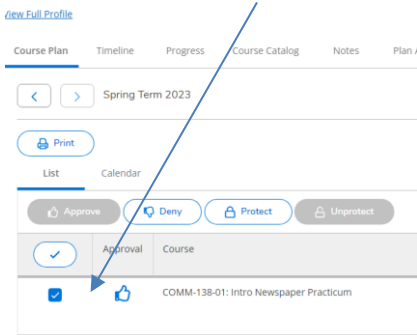 View Full Profile
Course Plan Timeline Progress Course Catalog Notes Plan A
Spring Term 2023
Print
List Calendar
Approve Deny Protect Unprotect
Approval Course
COMM-138-01: Intro Newspaper Practicum